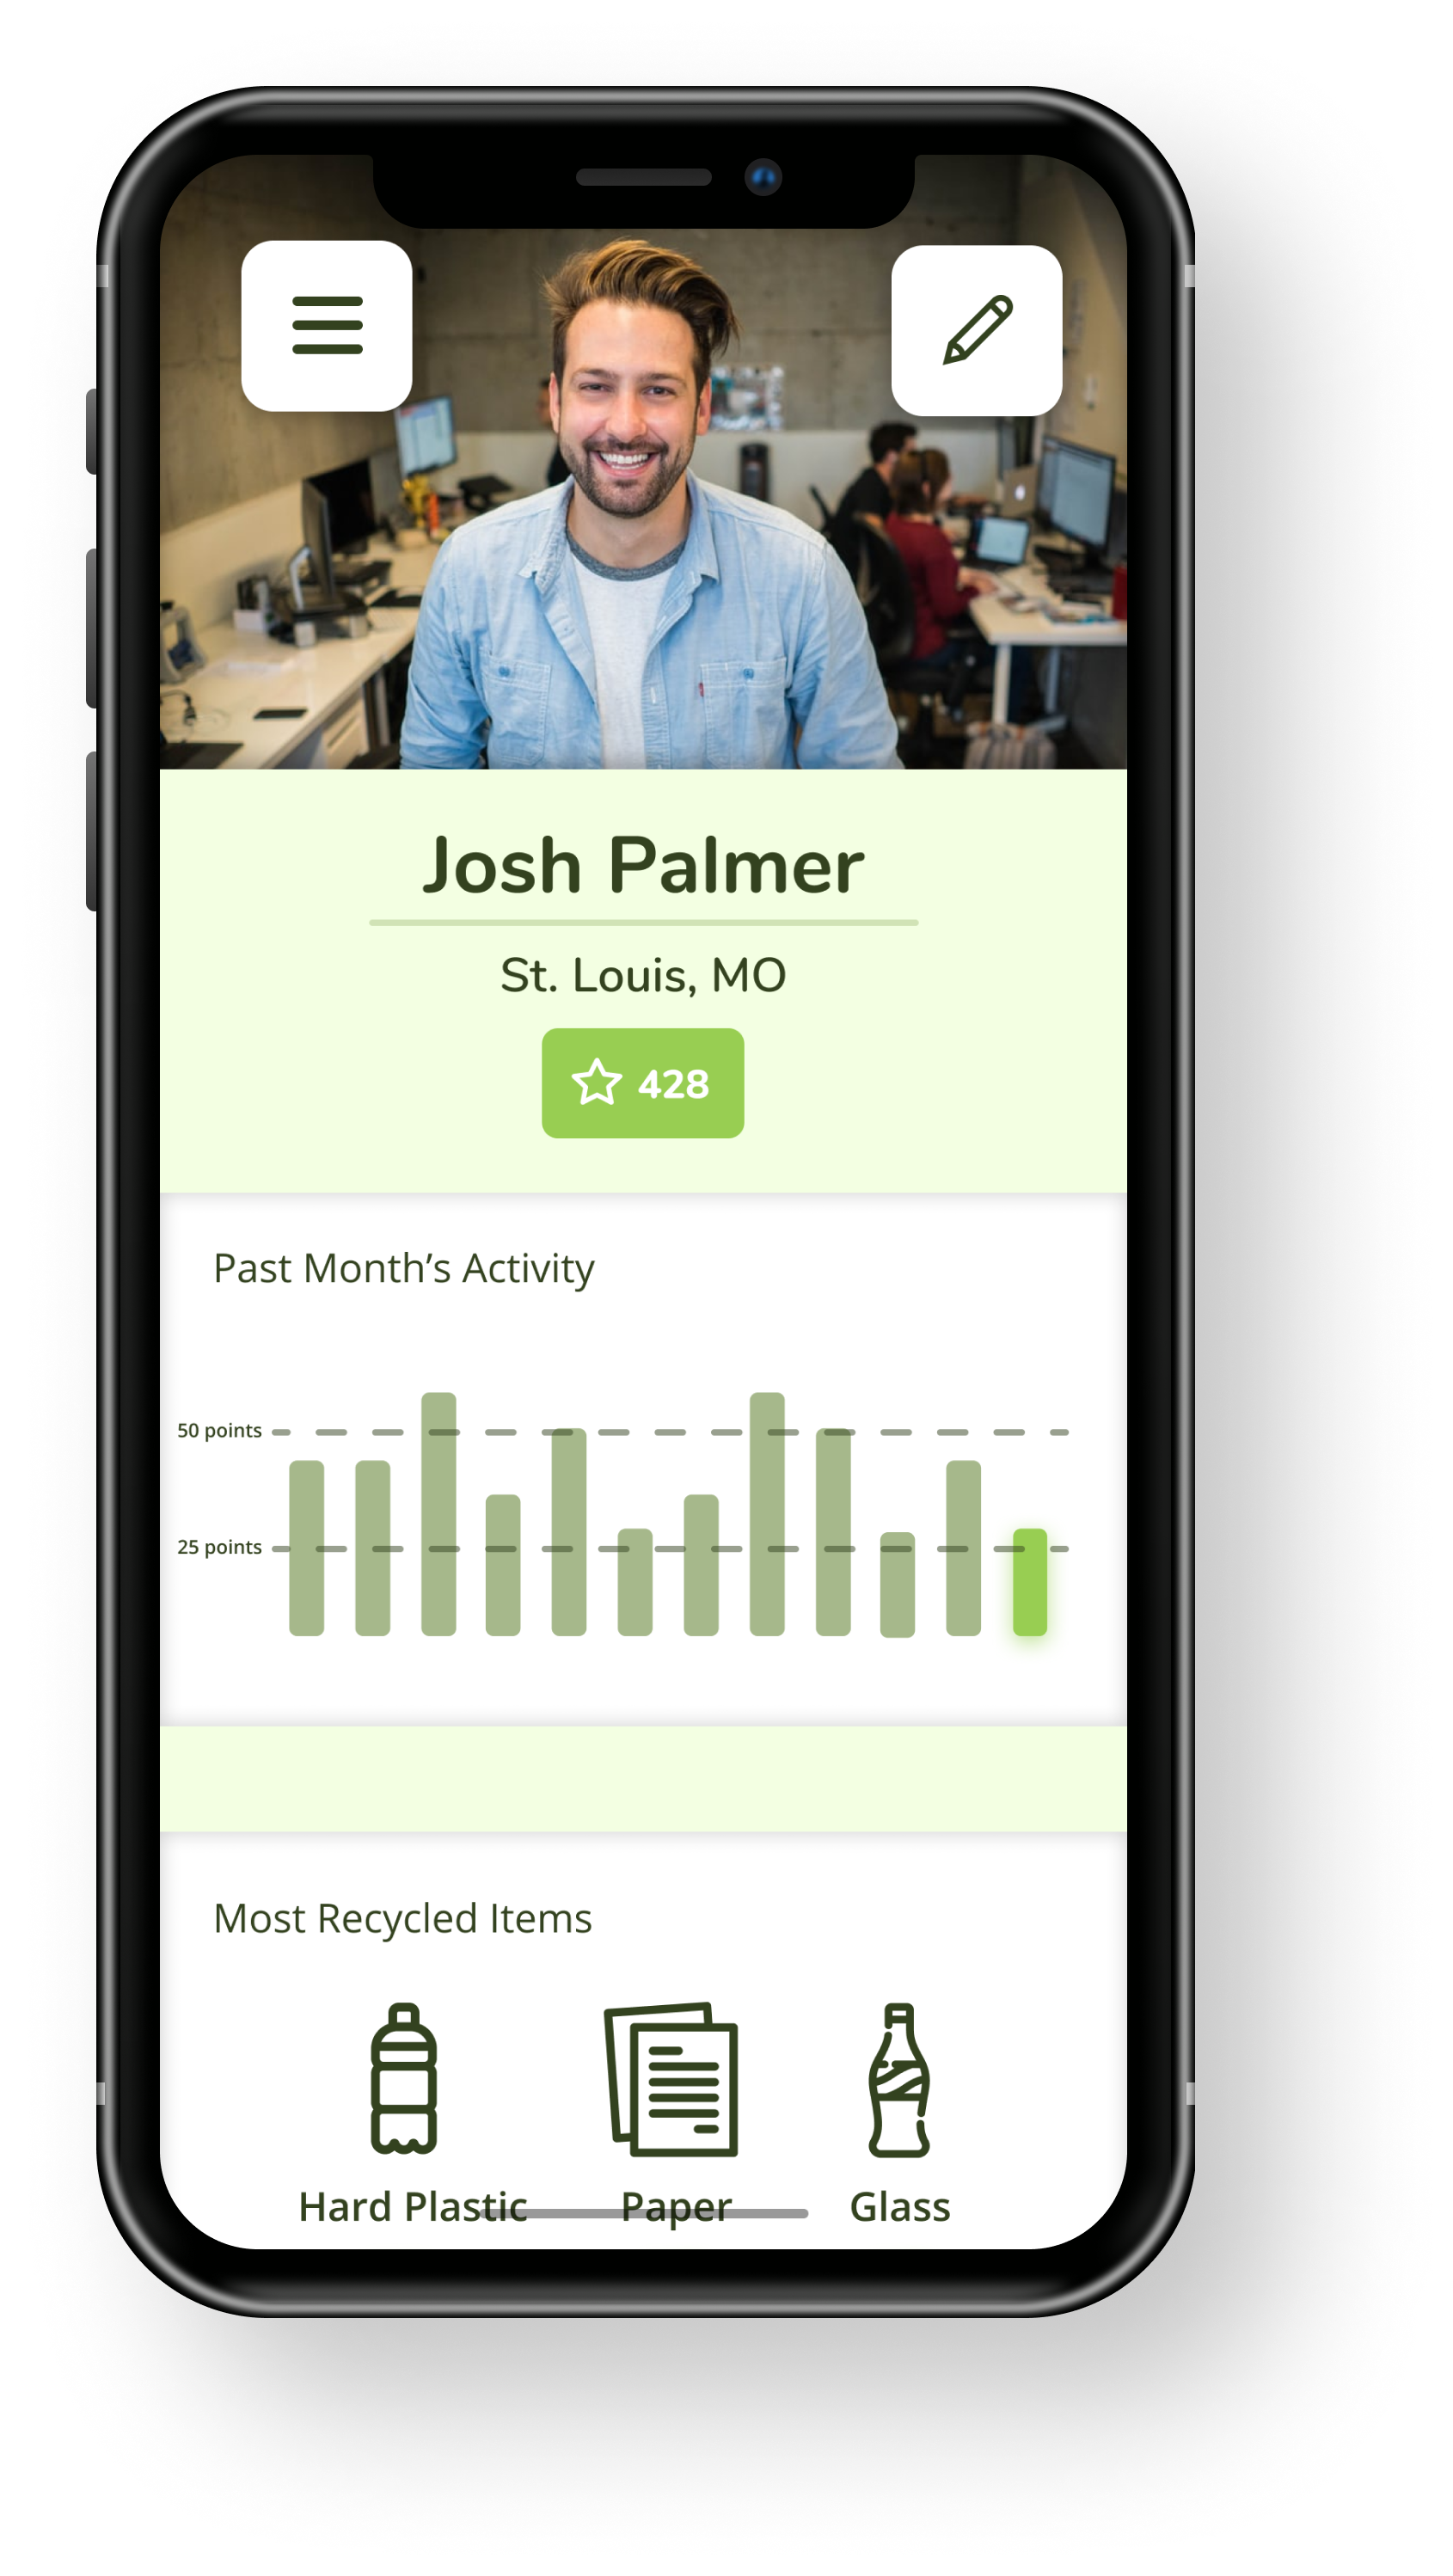 Josh Palmer
St. Louis, MO
428
Past Month’s Activity
50 points
25 points
Most Recycled Items
Hard Plastic Paper Glass